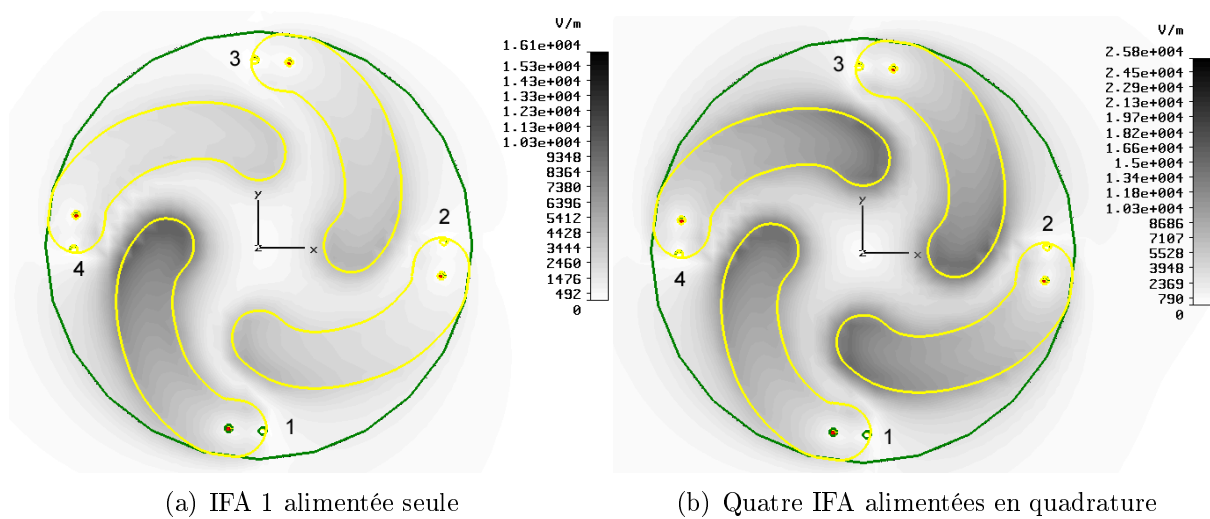 V/m
1.61e+004
1.53e+004
1.43e+004
1.33e+004
1.23e+004
1.13e+004
1.03e+004
9348
8364
7380
6396
5412
4428
3444
2460
1476
492
0
3
2
4
1
y
x
z
V/m
2.58e+004
2.45e+004
2.29e+004
2.13e+004
1.97e+004
1.82e+004
1.66e+004
1.5e+004
1.34e+004
1.18e+004
1.03e+004
8686
7107
5528
3948
2369
790
0
3
2
4
1
y
x
z
(a) IFA 1 alimentée seule
(b) Quatre IFA alimentées en quadrature